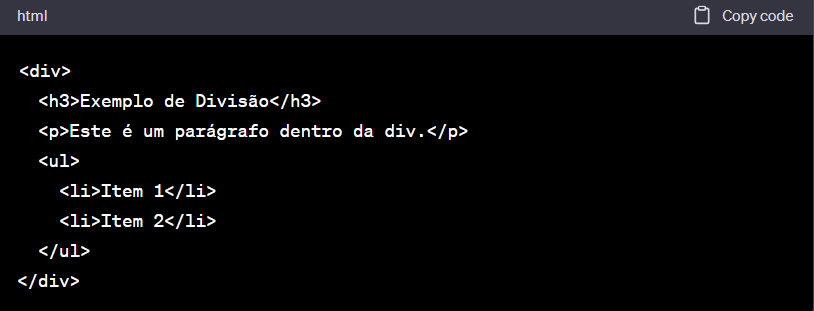 html Copy code
<div>
<h3>Exemplo de Divisão</h3>
<p>Este é um parágrafo dentro da div.</p>
<ul>
<li>Item 1</li>
<li>Item 2</li>
</ul>
</div>